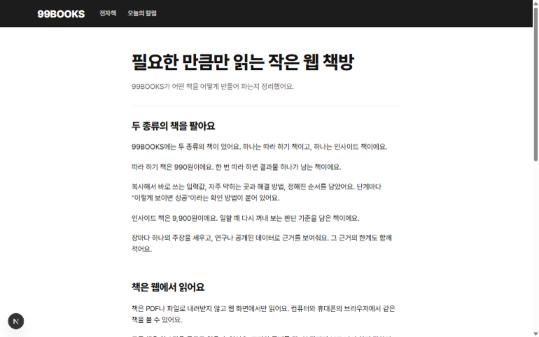 99BOOKS 전자책 오늘의 칼럼
필요한 만큼만 읽는 작은 웹 책방
99BOOKS가 어떤 책을 어떻게 만들어 파는지 정리했어요.
두 종류의 책을 팔아요
99BOOKS에는 두 종류의 책이 있어요. 하나는 따라 하기 책이고, 하나는 인사이트 책이에요.
따라 하기 책은 990원이에요. 한 번 따라 하면 결과물 하나가 남는 책이에요.
복사해서 바로 쓰는 입력값, 자주 막히는 곳과 해결 방법, 정해진 순서를 담았어요. 단계마다
"이렇게 보이면 성공"이라는 확인 방법이 붙어 있어요.
인사이트 책은 9,900원이에요. 일할 때 다시 꺼내 보는 판단 기준을 담은 책이에요.
장마다 하나의 주장을 세우고, 연구나 공개된 데이터로 근거를 보여줘요. 그 근거의 한계도 함께
적어요.
책은 웹에서 읽어요
책은 PDF나 파일로 내려받지 않고 웹 화면에서만 읽어요. 컴퓨터와 휴대폰의 브라우저에서 같은
책을 볼 수 있어요.
N